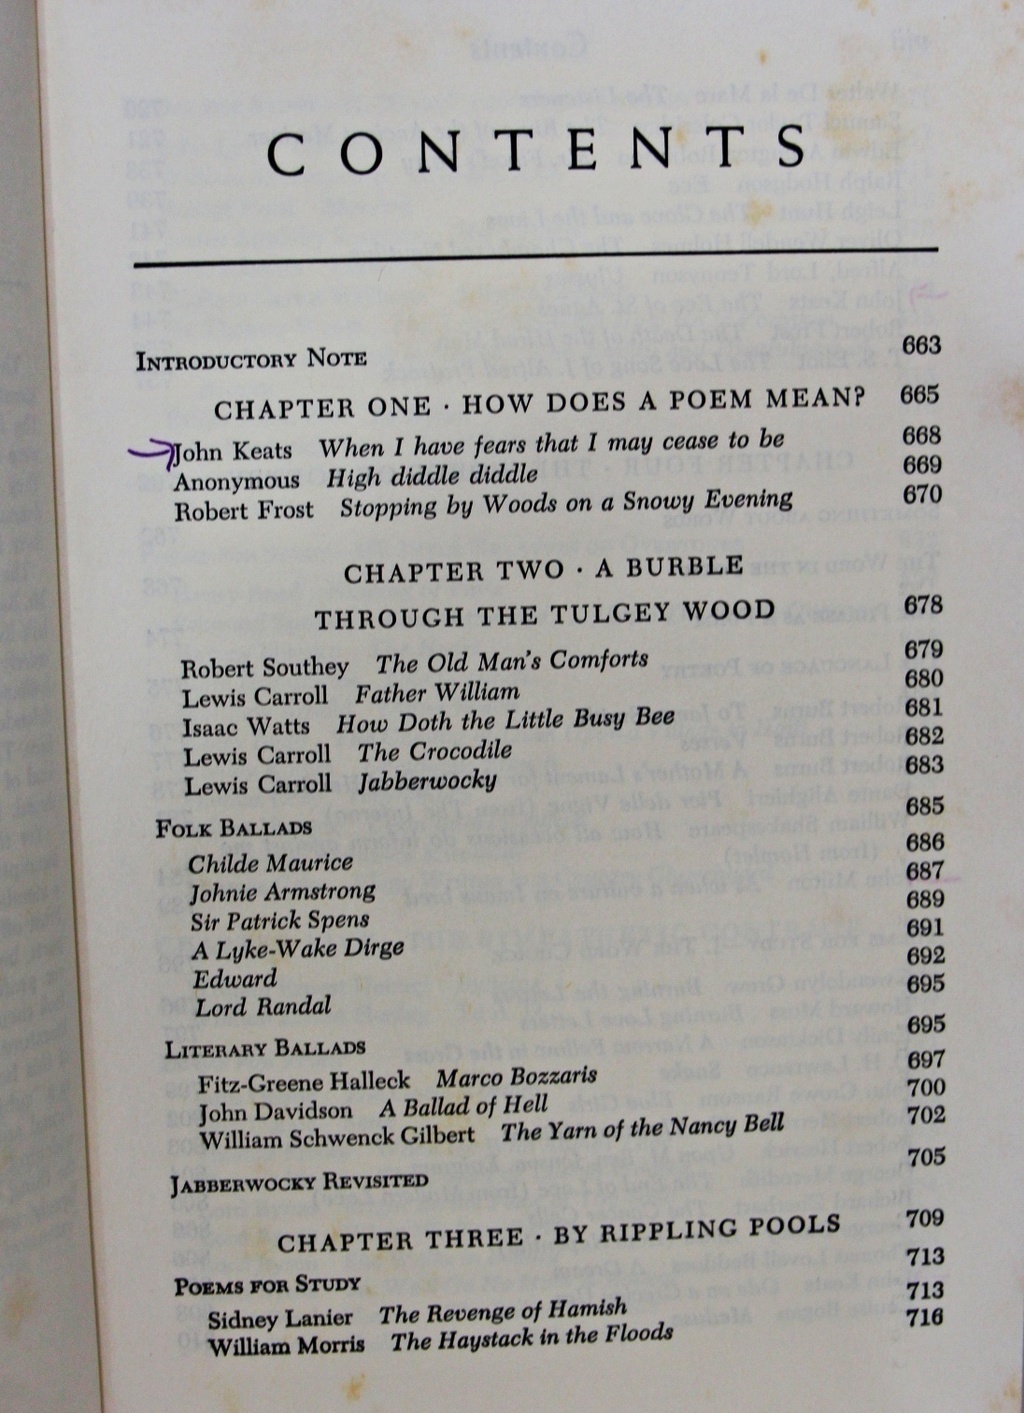 CONTENTS
INTRODUCTORY NOTE 663
CHAPTER ONE · HOW DOES A POEM MEAN? 665
John Keats When I have fears that I may cease to be 668
Anonymous High diddle diddle 669
Robert Frost Stopping by Woods on a Snowy Evening 670
CHAPTER TWO · A BURBLE
THROUGH THE TULGEY WOOD 678
Robert Southey The Old Man's Comforts 679
Lewis Carroll Father William 680
Isaac Watts How Doth the Little Busy Bee 681
Lewis Carroll The Crocodile 682
Lewis Carroll Jabberwocky 683
FOLK BALLADS 685
Childe Maurice 686
Johnie Armstrong 687
Sir Patrick Spens 689
A Lyke-Wake Dirge 691
Edward 692
Lord Randal 695
LITERARY BALLADS 695
Fitz-Greene Halleck Marco Bozzaris 697
John Davidson A Ballad of Hell 700
William Schwenck Gilbert The Yarn of the Nancy Bell 702
JABBERWOCKY REVISITED 705
CHAPTER THREE · BY RIPPLING POOLS 709
POEMS FOR STUDY 713
Sidney Lanier The Revenge of Hamish 713
William Morris The Haystack in the Floods 716